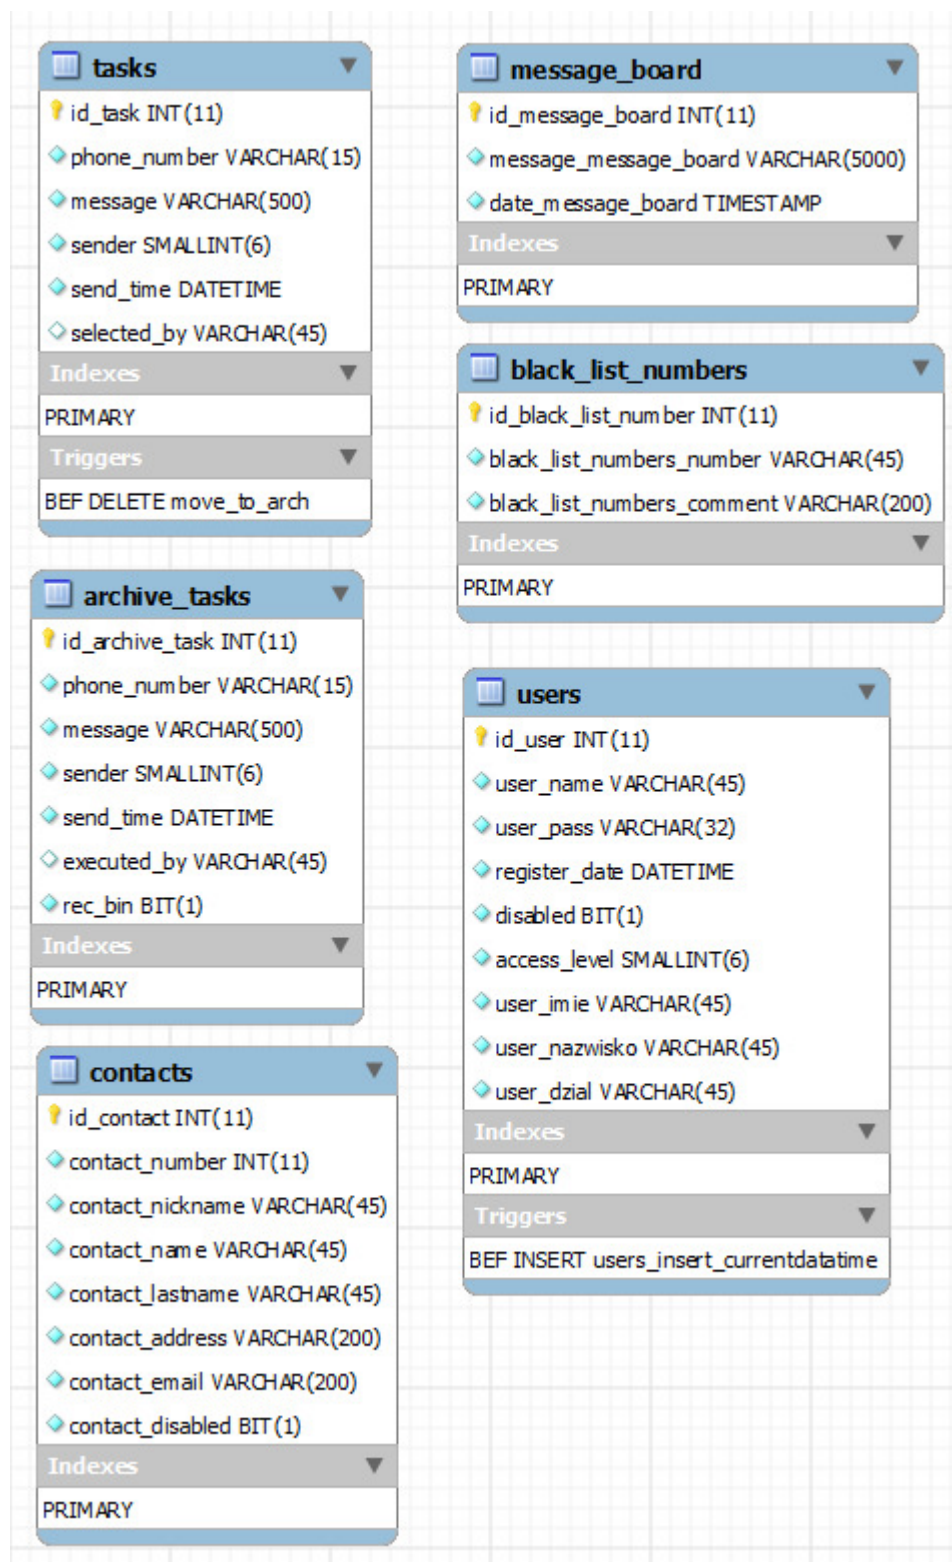 tasks
id_task INT(11)
phone_number VARCHAR(15)
message VARCHAR(500)
sender SMALLINT(6)
send_time DATETIME
selected_by VARCHAR(45)
Indexes
PRIMARY
Triggers
BEF DELETE move_to_arch
archive_tasks
id_archive_task INT(11)
phone_number VARCHAR(15)
message VARCHAR(500)
sender SMALLINT(6)
send_time DATETIME
executed_by VARCHAR(45)
rec_bin BIT(1)
Indexes
PRIMARY
contacts
id_contact INT(11)
contact_number INT(11)
contact_nickname VARCHAR(45)
contact_name VARCHAR(45)
contact_lastname VARCHAR(45)
contact_address VARCHAR(200)
contact_email VARCHAR(200)
contact_disabled BIT(1)
Indexes
PRIMARY
message_board
id_message_board INT(11)
message_message_board VARCHAR(5000)
date_message_board TIMESTAMP
Indexes
PRIMARY
black_list_numbers
id_black_list_number INT(11)
black_list_numbers_number VARCHAR(45)
black_list_numbers_comment VARCHAR(200)
Indexes
PRIMARY
users
id_user INT(11)
user_name VARCHAR(45)
user_pass VARCHAR(32)
register_date DATETIME
disabled BIT(1)
access_level SMALLINT(6)
user_imie VARCHAR(45)
user_nazwisko VARCHAR(45)
user_dzial VARCHAR(45)
Indexes
PRIMARY
Triggers
BEF INSERT users_insert_currentdatatime